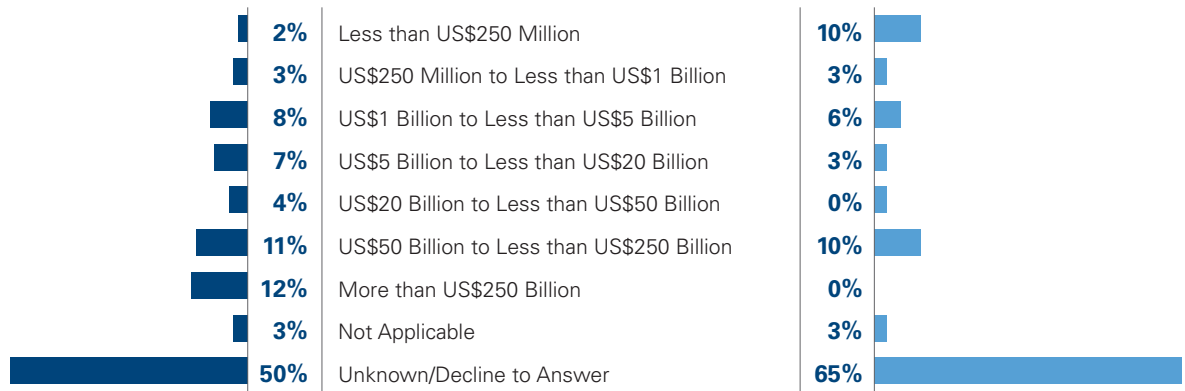 2% Less than US$250 Million 10%
3% US$250 Million to Less than US$1 Billion 3%
8% US$1 Billion to Less than US$5 Billion 6%
7% US$5 Billion to Less than US$20 Billion 3%
4% US$20 Billion to Less than US$50 Billion 0%
11% US$50 Billion to Less than US$250 Billion 10%
12% More than US$250 Billion 0%
3% Not Applicable 3%
50% Unknown/Decline to Answer 65%